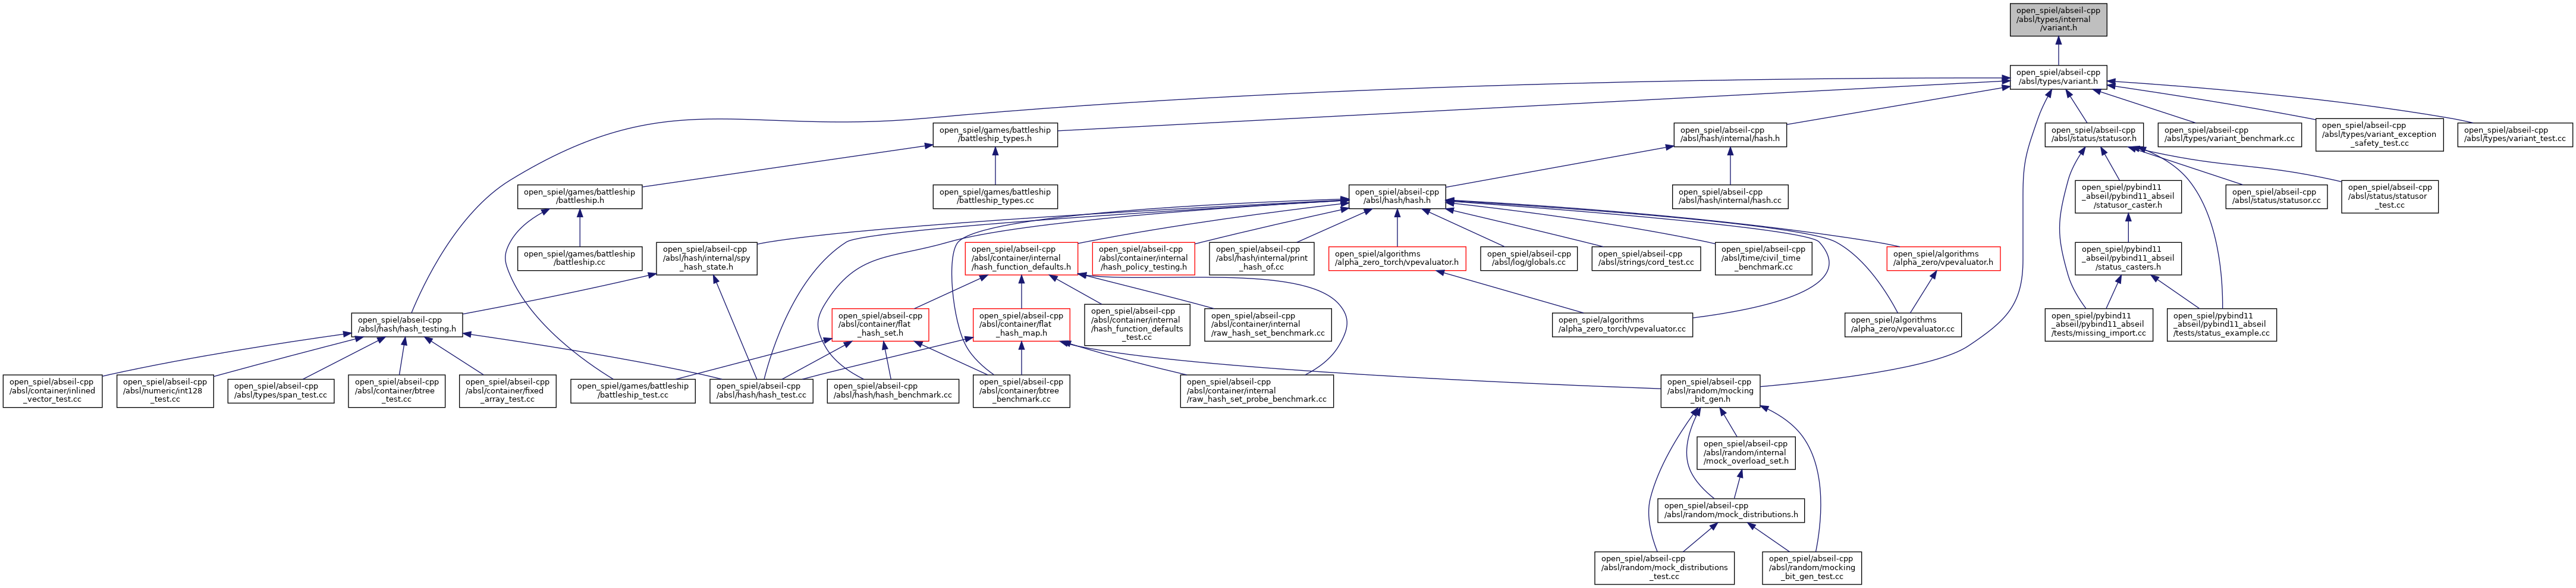 open_spiel/abseil-cpp
/absl/types/internal
/variant.h
open_spiel/abseil-cpp
/absl/types/variant.h
open_spiel/games/battleship
/battleship_types.h
open_spiel/abseil-cpp
/absl/hash/internal/hash.h
open_spiel/abseil-cpp
/absl/status/statusor.h
open_spiel/abseil-cpp
/absl/types/variant_benchmark.cc
open_spiel/abseil-cpp
/absl/types/variant_exception
_safety_test.cc
open_spiel/abseil-cpp
/absl/types/variant_test.cc
open_spiel/games/battleship
/battleship.h
open_spiel/games/battleship
/battleship_types.cc
open_spiel/abseil-cpp
/absl/hash/hash.h
open_spiel/abseil-cpp
/absl/hash/internal/hash.cc
open_spiel/pybind11
_abseil/pybind11_abseil
/statusor_caster.h
open_spiel/abseil-cpp
/absl/status/statusor.cc
open_spiel/abseil-cpp
/absl/status/statusor
_test.cc
open_spiel/games/battleship
/battleship.cc
open_spiel/abseil-cpp
/absl/hash/internal/spy
_hash_state.h
open_spiel/abseil-cpp
/absl/container/internal
/hash_function_defaults.h
open_spiel/abseil-cpp
/absl/container/internal
/hash_policy_testing.h
open_spiel/abseil-cpp
/absl/hash/internal/print
_hash_of.cc
open_spiel/algorithms
/alpha_zero_torch/vpevaluator.h
open_spiel/abseil-cpp
/absl/log/globals.cc
open_spiel/abseil-cpp
/absl/strings/cord_test.cc
open_spiel/abseil-cpp
/absl/time/civil_time
_benchmark.cc
open_spiel/algorithms
/alpha_zero/vpevaluator.h
open_spiel/pybind11
_abseil/pybind11_abseil
/status_casters.h
open_spiel/abseil-cpp
/absl/hash/hash_testing.h
open_spiel/abseil-cpp
/absl/container/flat
_hash_set.h
open_spiel/abseil-cpp
/absl/container/flat
_hash_map.h
open_spiel/abseil-cpp
/absl/container/internal
/hash_function_defaults
_test.cc
open_spiel/abseil-cpp
/absl/container/internal
/raw_hash_set_benchmark.cc
open_spiel/algorithms
/alpha_zero_torch/vpevaluator.cc
open_spiel/algorithms
/alpha_zero/vpevaluator.cc
open_spiel/pybind11
_abseil/pybind11_abseil
/tests/missing_import.cc
open_spiel/pybind11
_abseil/pybind11_abseil
/tests/status_example.cc
open_spiel/abseil-cpp
/absl/container/inlined
_vector_test.cc
open_spiel/abseil-cpp
/absl/numeric/int128
_test.cc
open_spiel/abseil-cpp
/absl/types/span_test.cc
open_spiel/abseil-cpp
/absl/container/btree
_test.cc
open_spiel/abseil-cpp
/absl/container/fixed
_array_test.cc
open_spiel/games/battleship
/battleship_test.cc
open_spiel/abseil-cpp
/absl/hash/hash_test.cc
open_spiel/abseil-cpp
/absl/hash/hash_benchmark.cc
open_spiel/abseil-cpp
/absl/container/btree
_benchmark.cc
open_spiel/abseil-cpp
/absl/container/internal
/raw_hash_set_probe_benchmark.cc
open_spiel/abseil-cpp
/absl/random/mocking
_bit_gen.h
open_spiel/abseil-cpp
/absl/random/internal
/mock_overload_set.h
open_spiel/abseil-cpp
/absl/random/mock_distributions.h
open_spiel/abseil-cpp
/absl/random/mock_distributions
_test.cc
open_spiel/abseil-cpp
/absl/random/mocking
_bit_gen_test.cc